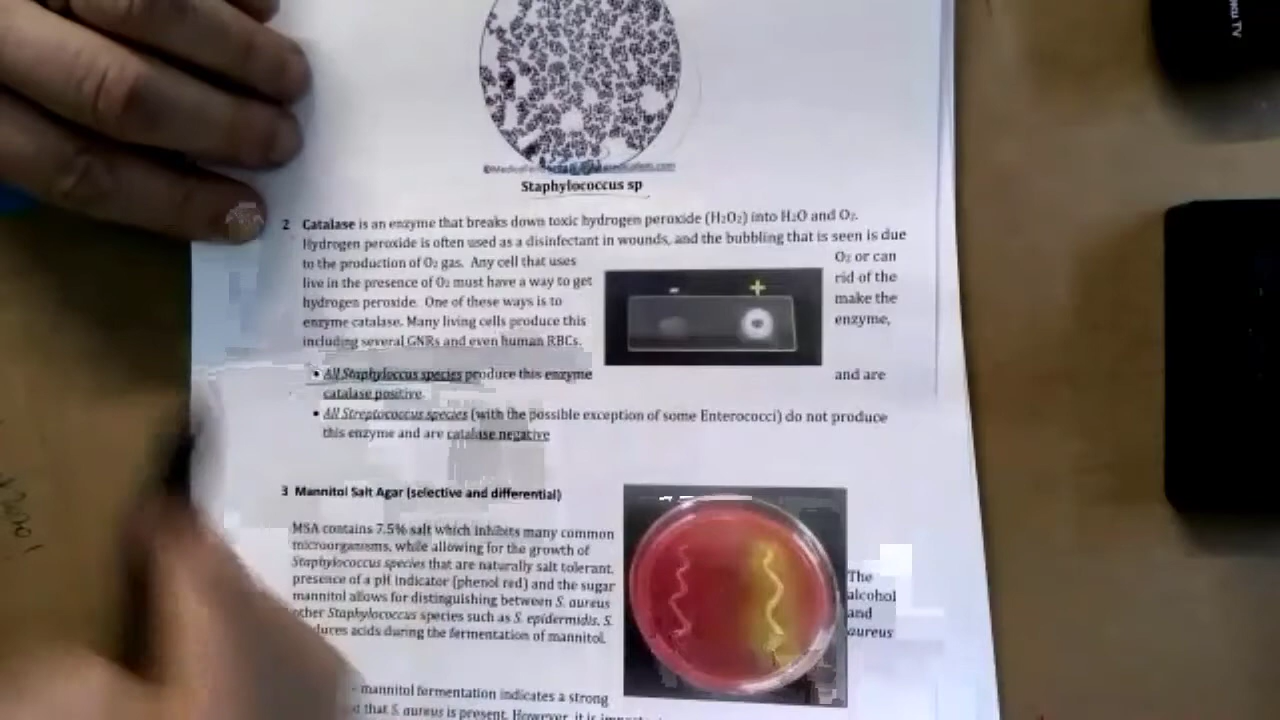 Staphylococcus sp
2 Catalase is an enzyme that breaks down toxic hydrogen peroxide (H₂O₂) into H₂O and O₂.
Hydrogen peroxide is often used as a disinfectant in wounds, and the bubbling that is seen is due
to the production of O₂ gas. Any cell that uses O₂ or can
live in the presence of O₂ must have a way to get rid of the
hydrogen peroxide. One of these ways is to make the
enzyme catalase. Many living cells produce this enzyme,
including several GNRs and even human RBCs.
- +
• All Staphyloccus species produce this enzyme and are
catalase positive.
• All Streptococcus species (with the possible exception of some Enterococci) do not produce
this enzyme and are catalase negative
3 Mannitol Salt Agar (selective and differential)
MSA contains 7.5% salt which inhibits many common
microorganisms, while allowing for the growth of
Staphylococcus species that are naturally salt tolerant. The
presence of a pH indicator (phenol red) and the sugar alcohol
mannitol allows for distinguishing between S. aureus and
other Staphylococcus species such as S. epidermidis. S. aureus
acids during the fermentation of mannitol.
- mannitol fermentation indicates a strong
that S. aureus is present. However, it is
TV